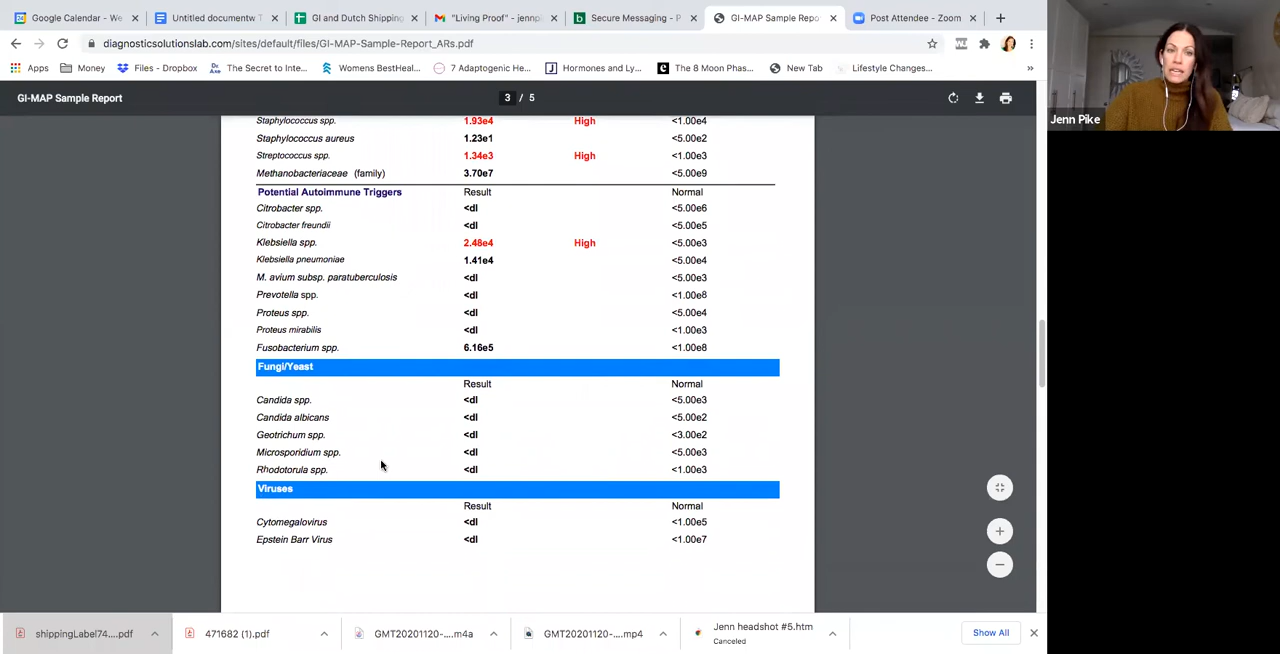 Google Calendar - We
Untitled documentw T
GI and Dutch Shipping
"Living Proof" - jennpi
Secure Messaging - P
GI-MAP Sample Repor
Post Attendee - Zoom
diagnosticsolutionslab.com/sites/default/files/GI-MAP-Sample-Report_ARs.pdf
Apps Money Files - Dropbox The Secret to Inte... Womens BestHeal... 7 Adaptogenic He... Hormones and Ly... The 8 Moon Phas... New Tab Lifestyle Changes... »
GI-MAP Sample Report 3 / 5
Jenn Pike
Staphylococcus spp. 1.93e4 High <1.00e4
Staphylococcus aureus 1.23e1 <5.00e2
Streptococcus spp. 1.34e3 High <1.00e3
Methanobacteriaceae (family) 3.70e7 <5.00e9
Potential Autoimmune Triggers Result Normal
Citrobacter spp. <dl <5.00e6
Citrobacter freundii <dl <5.00e5
Klebsiella spp. 2.48e4 High <5.00e3
Klebsiella pneumoniae 1.41e4 <5.00e4
M. avium subsp. paratuberculosis <dl <5.00e3
Prevotella spp. <dl <1.00e8
Proteus spp. <dl <5.00e4
Proteus mirabilis <dl <1.00e3
Fusobacterium spp. 6.16e5 <1.00e8
Fungi/Yeast
Result Normal
Candida spp. <dl <5.00e3
Candida albicans <dl <5.00e2
Geotrichum spp. <dl <3.00e2
Microsporidium spp. <dl <5.00e3
Rhodotorula spp. <dl <1.00e3
Viruses
Result Normal
Cytomegalovirus <dl <1.00e5
Epstein Barr Virus <dl <1.00e7
shippingLabel74....pdf
471682 (1).pdf
GMT20201120-....m4a
GMT20201120-....mp4
Jenn headshot #5.htm
Canceled
Show All